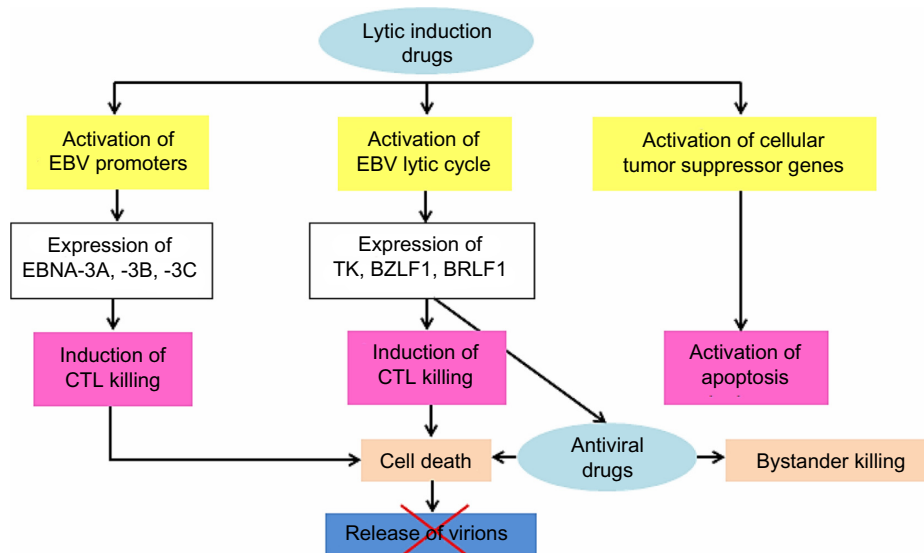 Lytic induction
drugs
Activation of
EBV promoters
Activation of
EBV lytic cycle
Activation of cellular
tumor suppressor genes
Expression of
EBNA-3A, -3B, -3C
Expression of
TK, BZLF1, BRLF1
Induction of
CTL killing
Induction of
CTL killing
Activation of
apoptosis
Cell death
Antiviral
drugs
Bystander killing
Release of virions